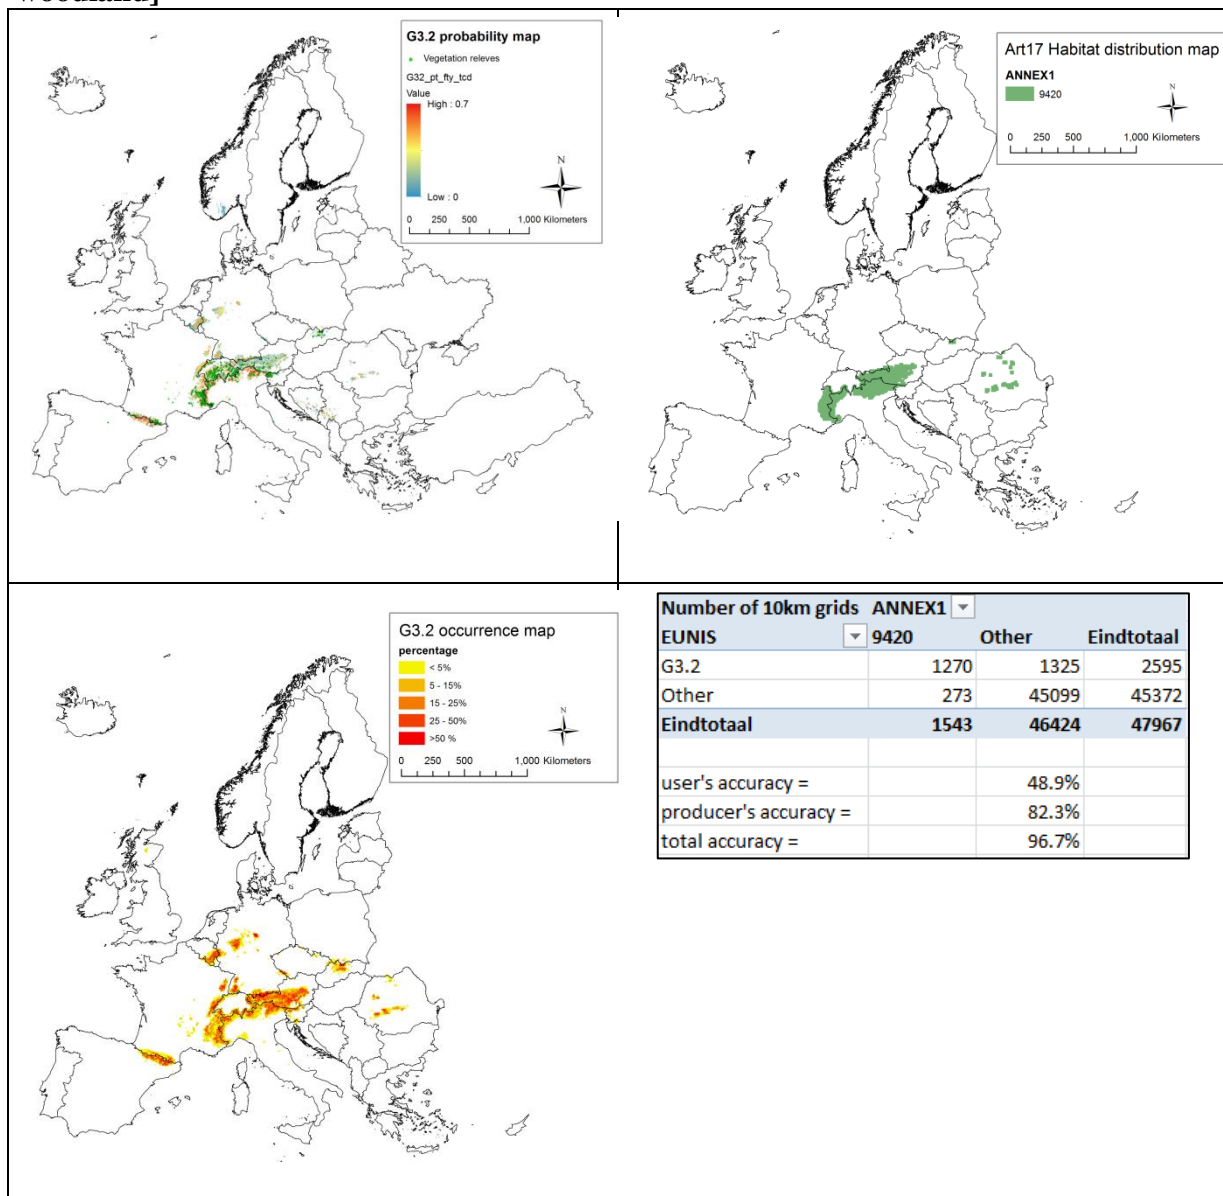 woodland]
G3.2 probability map
Vegetation releves
G32_pt_fty_tcd
Value
High : 0.7
Low : 0
N
0 250 500 1,000 Kilometers
Art17 Habitat distribution map
ANNEX1
9420
N
0 250 500 1,000 Kilometers
G3.2 occurrence map
percentage
< 5%
5 - 15%
15 - 25%
25 - 50%
>50 %
N
0 250 500 1,000 Kilometers
Number of 10km grids ANNEX1
EUNIS 9420 Other Eindtotaal
G3.2 1270 1325 2595
Other 273 45099 45372
Eindtotaal 1543 46424 47967
user's accuracy = 48.9%
producer's accuracy = 82.3%
total accuracy = 96.7%